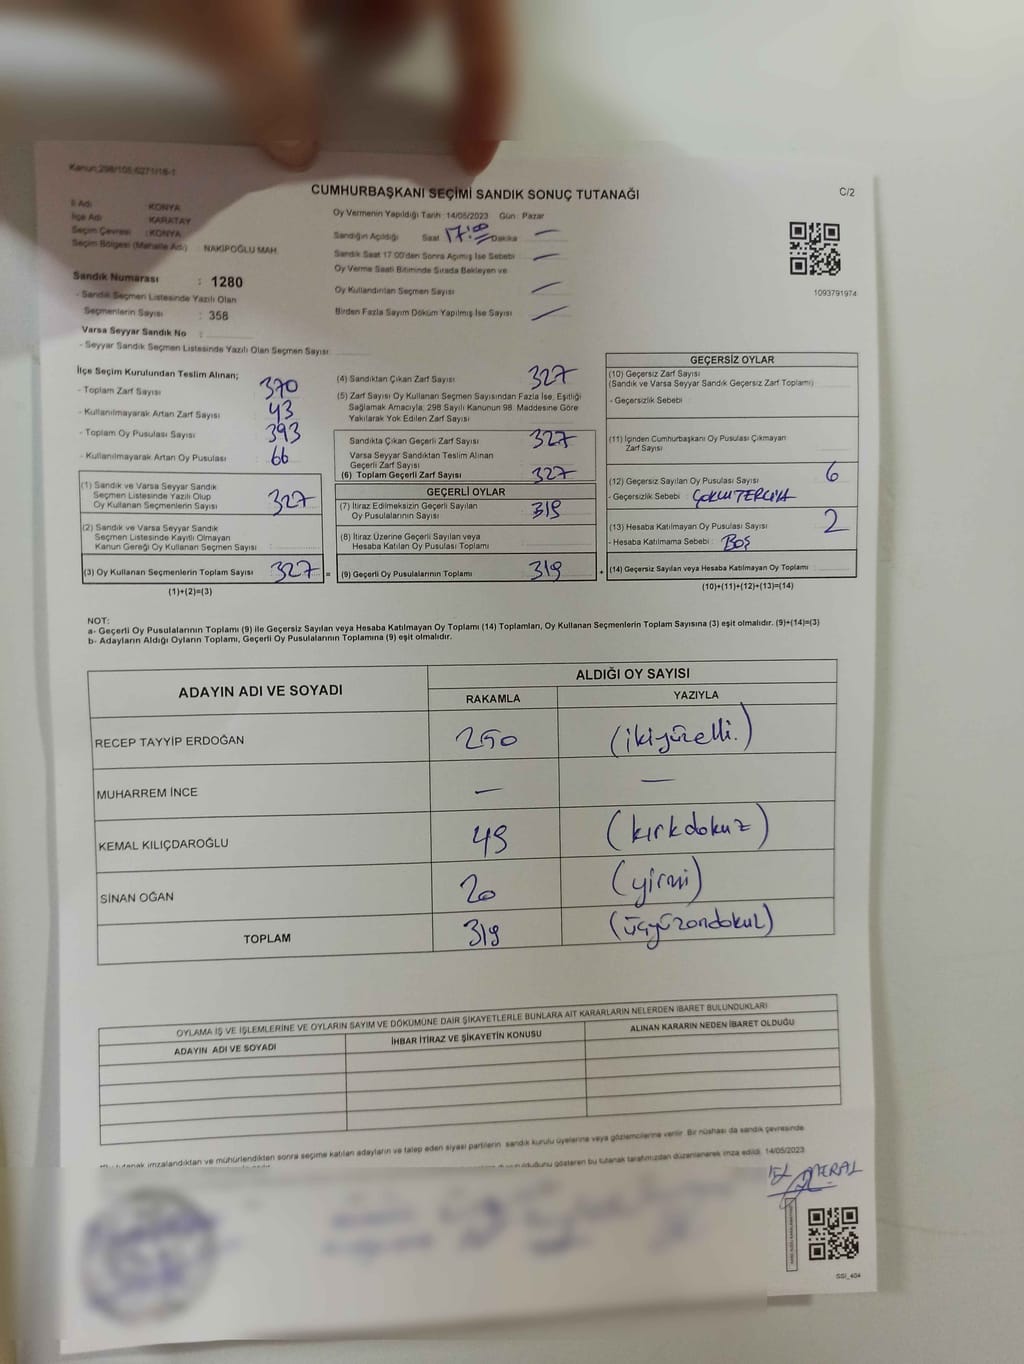 Kanun:298/105,6271/16-1
CUMHURBAŞKANI SEÇİMİ SANDIK SONUÇ TUTANAĞI
C/2
İl Adı KONYA
İlçe Adı KARATAY
Seçim Çevresi : KONYA
Seçim Bölgesi (Mahalle Adı) : NAKİPOĞLU MAH.
Sandık Numarası : 1280
- Sandık Seçmen Listesinde Yazılı Olan
Seçmenlerin Sayısı : 358
Varsa Seyyar Sandık No :
- Seyyar Sandık Seçmen Listesinde Yazılı Olan Seçmen Sayısı
Oy Vermenin Yapıldığı Tarih : 14/05/2023 Gün : Pazar
Sandığın Açıldığı Saat 17:00 Dakika —
Sandık Saat 17:00'den Sonra Açımış İse Sebebi —
Oy Verme Saati Bitiminde Sırada Bekleyen ve
Oy Kullandırılan Seçmen Sayısı —
Birden Fazla Sayım Döküm Yapılmış İse Sayısı —
1093791974
İlçe Seçim Kurulundan Teslim Alınan;
- Toplam Zarf Sayısı 370
- Kullanılmayarak Artan Zarf Sayısı 43
- Toplam Oy Pusulası Sayısı 393
- Kullanılmayarak Artan Oy Pusulası 66
(1) Sandık ve Varsa Seyyar Sandık
Seçmen Listesinde Yazılı Olup
Oy Kullanan Seçmenlerin Sayısı 327
(2) Sandık ve Varsa Seyyar Sandık
Seçmen Listesinde Kayıtlı Olmayan
Kanun Gereği Oy Kullanan Seçmen Sayısı
(3) Oy Kullanan Seçmenlerin Toplam Sayısı 327
(1)+(2)=(3)
(4) Sandıktan Çıkan Zarf Sayısı 327
(5) Zarf Sayısı Oy Kullanan Seçmen Sayısından Fazla İse, Eşitliği
Sağlamak Amacıyla, 298 Sayılı Kanunun 98. Maddesine Göre
Yakılarak Yok Edilen Zarf Sayısı
Sandıkta Çıkan Geçerli Zarf Sayısı 327
Varsa Seyyar Sandıktan Teslim Alınan
Geçerli Zarf Sayısı
(6) Toplam Geçerli Zarf Sayısı 327
GEÇERLİ OYLAR
(7) İtiraz Edilmeksizin Geçerli Sayılan
Oy Pusulalarının Sayısı 319
(8) İtiraz Üzerine Geçerli Sayılan veya
Hesaba Katılan Oy Pusulası Toplamı
= (9) Geçerli Oy Pusulalarının Toplamı 319 +
GEÇERSİZ OYLAR
(10) Geçersiz Zarf Sayısı
(Sandık ve Varsa Seyyar Sandık Geçersiz Zarf Toplamı)
- Geçersizlik Sebebi
(11) İçinden Cumhurbaşkanı Oy Pusulası Çıkmayan
Zarf Sayısı
(12) Geçersiz Sayılan Oy Pusulası Sayısı 6
- Geçersizlik Sebebi : ÇOKLU TERCİH
(13) Hesaba Katılmayan Oy Pusulası Sayısı 2
- Hesaba Katılmama Sebebi : BOŞ
(14) Geçersiz Sayılan veya Hesaba Katılmayan Oy Toplamı
(10)+(11)+(12)+(13)=(14)
NOT:
a- Geçerli Oy Pusulalarının Toplamı (9) ile Geçersiz Sayılan veya Hesaba Katılmayan Oy Toplamı (14) Toplamları, Oy Kullanan Seçmenlerin Toplam Sayısına (3) eşit olmalıdır. (9)+(14)=(3)
b- Adayların Aldığı Oyların Toplamı, Geçerli Oy Pusulalarının Toplamına (9) eşit olmalıdır.
ADAYIN ADI VE SOYADI ALDIĞI OY SAYISI
RAKAMLA YAZIYLA
RECEP TAYYİP ERDOĞAN 250 (ikiyüzelli.)
MUHARREM İNCE — —
KEMAL KILIÇDAROĞLU 49 (kırkdokuz)
SİNAN OĞAN 20 (yirmi)
TOPLAM 319 (üçyüzondokuz)
OYLAMA İŞ VE İŞLEMLERİNE VE OYLARIN SAYIM VE DÖKÜMÜNE DAİR ŞİKAYETLERLE BUNLARA AİT KARARLARIN NELERDEN İBARET BULUNDUKLARI
ADAYIN ADI VE SOYADI İHBAR İTİRAZ VE ŞİKAYETİN KONUSU ALINAN KARARIN NEDEN İBARET OLDUĞU
imzalandıktan ve mühürlendikten sonra seçime katılan adayların ve talep eden siyasi partilerin sandık kurulu üyelerine veya gözlemcilerine verilir. Bir nüshası da sandık çevresinde
olduğunu gösteren bu tutanak tarafımızdan düzenlenerek imza edildi. 14/05/2023
MERAL
SSI_404